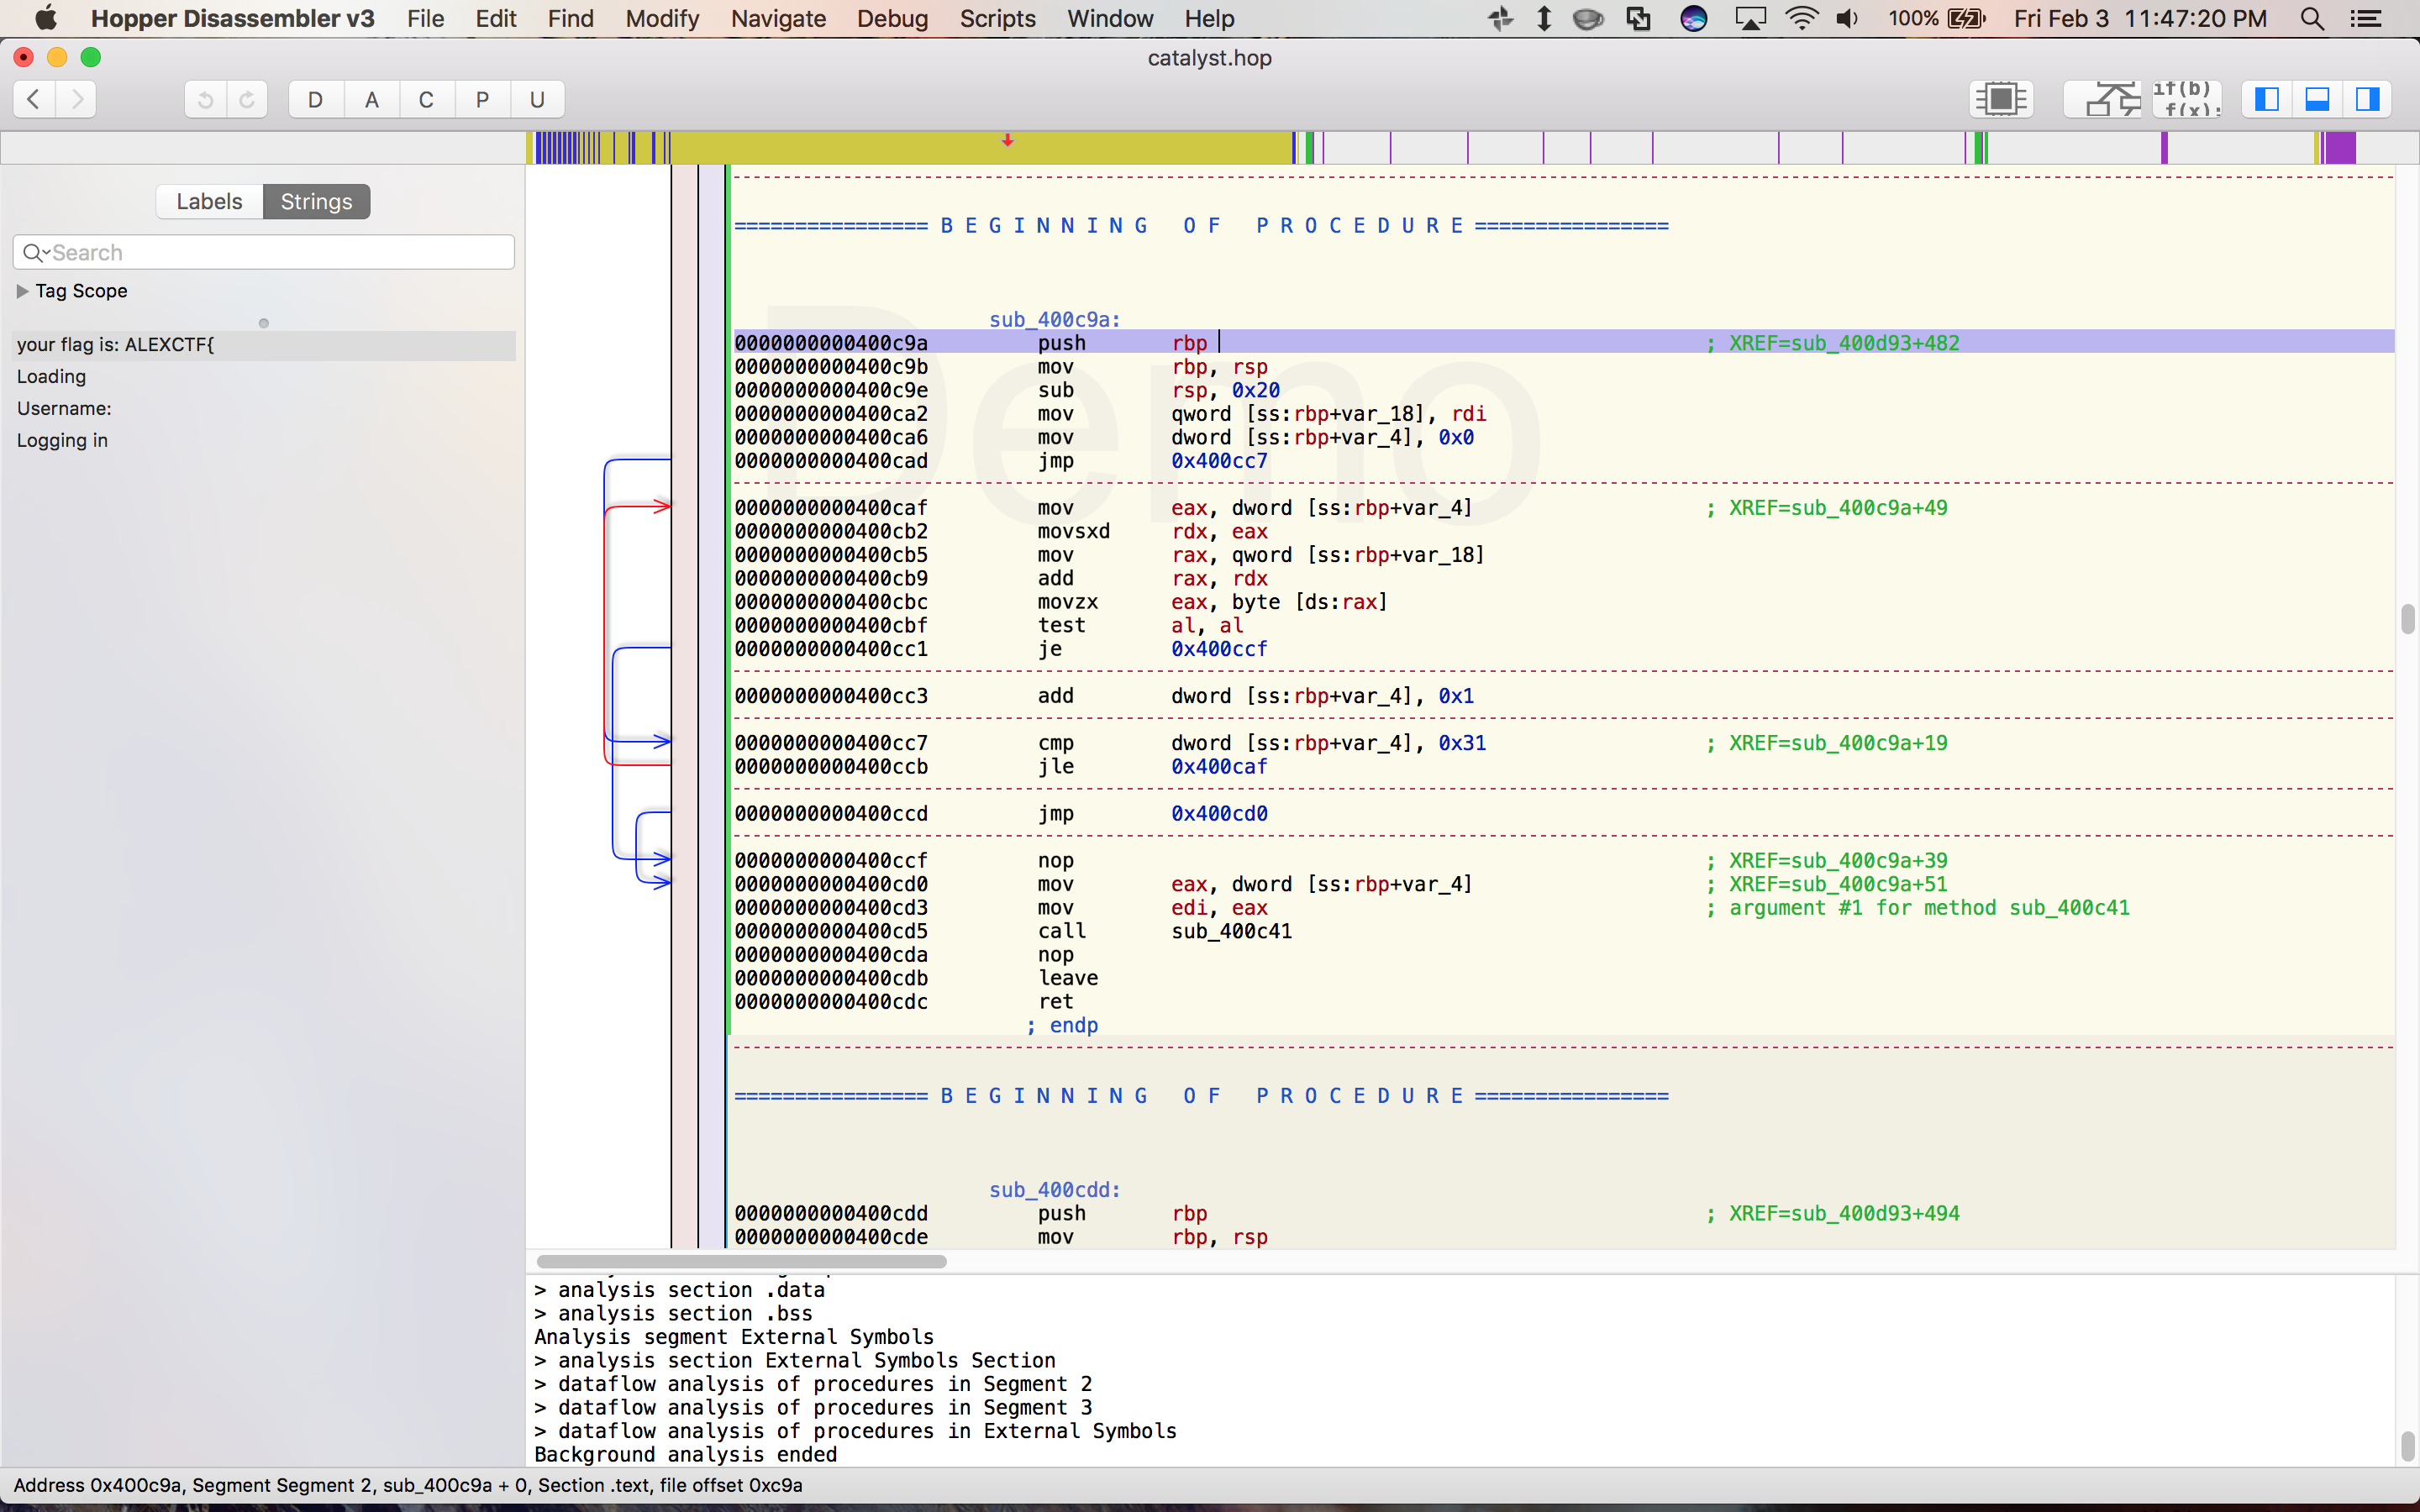 Hopper Disassembler v3 File Edit Find Modify Navigate Debug Scripts Window Help 100% Fri Feb 3 11:47:20 PM
catalyst.hop
D A C P U if(b)
f(x);
Labels Strings
Search
Tag Scope
your flag is: ALEXCTF{
Loading
Username:
Logging in
Demo
================ B E G I N N I N G   O F   P R O C E D U R E ================
sub_400c9a:
0000000000400c9a push rbp ; XREF=sub_400d93+482
0000000000400c9b mov rbp, rsp
0000000000400c9e sub rsp, 0x20
0000000000400ca2 mov qword [ss:rbp+var_18], rdi
0000000000400ca6 mov dword [ss:rbp+var_4], 0x0
0000000000400cad jmp 0x400cc7
0000000000400caf mov eax, dword [ss:rbp+var_4] ; XREF=sub_400c9a+49
0000000000400cb2 movsxd rdx, eax
0000000000400cb5 mov rax, qword [ss:rbp+var_18]
0000000000400cb9 add rax, rdx
0000000000400cbc movzx eax, byte [ds:rax]
0000000000400cbf test al, al
0000000000400cc1 je 0x400ccf
0000000000400cc3 add dword [ss:rbp+var_4], 0x1
0000000000400cc7 cmp dword [ss:rbp+var_4], 0x31 ; XREF=sub_400c9a+19
0000000000400ccb jle 0x400caf
0000000000400ccd jmp 0x400cd0
0000000000400ccf nop ; XREF=sub_400c9a+39
0000000000400cd0 mov eax, dword [ss:rbp+var_4] ; XREF=sub_400c9a+51
0000000000400cd3 mov edi, eax ; argument #1 for method sub_400c41
0000000000400cd5 call sub_400c41
0000000000400cda nop
0000000000400cdb leave
0000000000400cdc ret
; endp
================ B E G I N N I N G   O F   P R O C E D U R E ================
sub_400cdd:
0000000000400cdd push rbp ; XREF=sub_400d93+494
0000000000400cde mov rbp, rsp
> analysis section .data
> analysis section .bss
Analysis segment External Symbols
> analysis section External Symbols Section
> dataflow analysis of procedures in Segment 2
> dataflow analysis of procedures in Segment 3
> dataflow analysis of procedures in External Symbols
Background analysis ended
Address 0x400c9a, Segment Segment 2, sub_400c9a + 0, Section .text, file offset 0xc9a